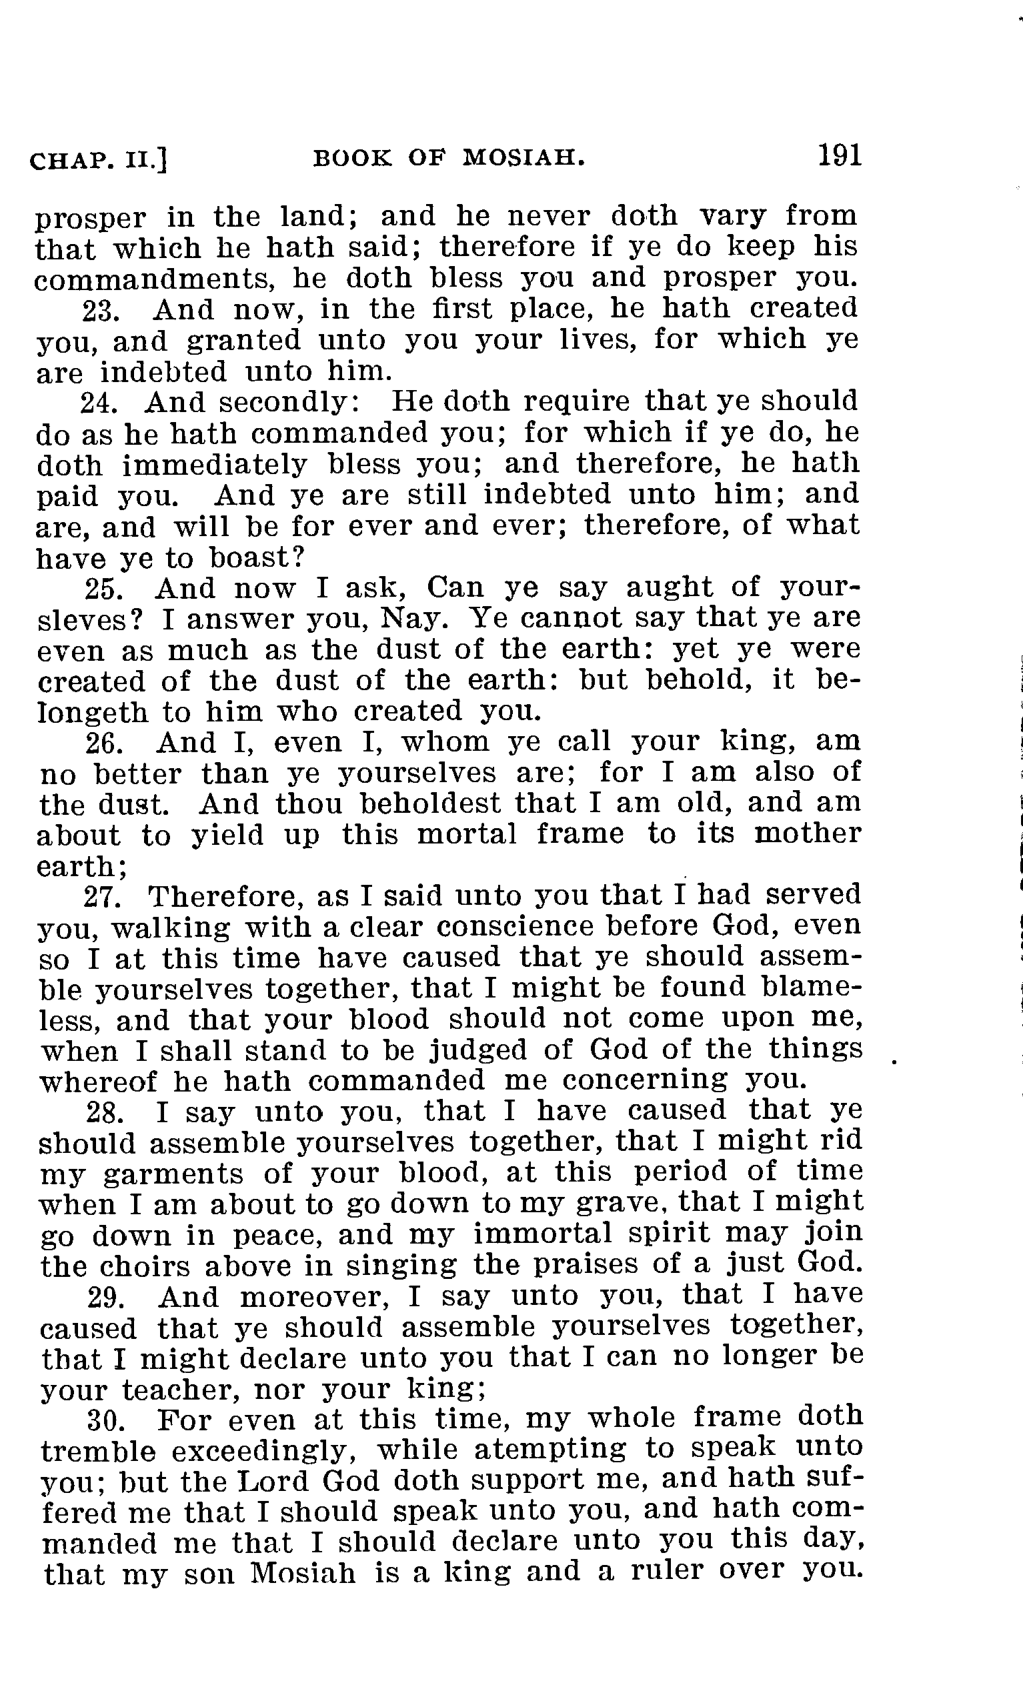 CHAP. II.] BOOK OF MOSIAH. 191
prosper in the land; and he never doth vary from
that which he hath said; therefore if ye do keep his
commandments, he doth bless you and prosper you.
23. And now, in the first place, he hath created
you, and granted unto you your lives, for which ye
are indebted unto him.
24. And secondly: He doth require that ye should
do as he hath commanded you; for which if ye do, he
doth immediately bless you; and therefore, he hath
paid you. And ye are still indebted unto him; and
are, and will be for ever and ever; therefore, of what
have ye to boast?
25. And now I ask, Can ye say aught of your-
sleves? I answer you, Nay. Ye cannot say that ye are
even as much as the dust of the earth: yet ye were
created of the dust of the earth: but behold, it be-
longeth to him who created you.
26. And I, even I, whom ye call your king, am
no better than ye yourselves are; for I am also of
the dust. And thou beholdest that I am old, and am
about to yield up this mortal frame to its mother
earth;
27. Therefore, as I said unto you that I had served
you, walking with a clear conscience before God, even
so I at this time have caused that ye should assem-
ble yourselves together, that I might be found blame-
less, and that your blood should not come upon me,
when I shall stand to be judged of God of the things
whereof he hath commanded me concerning you.
28. I say unto you, that I have caused that ye
should assemble yourselves together, that I might rid
my garments of your blood, at this period of time
when I am about to go down to my grave, that I might
go down in peace, and my immortal spirit may join
the choirs above in singing the praises of a just God.
29. And moreover, I say unto you, that I have
caused that ye should assemble yourselves together,
that I might declare unto you that I can no longer be
your teacher, nor your king;
30. For even at this time, my whole frame doth
tremble exceedingly, while atempting to speak unto
you; but the Lord God doth support me, and hath suf-
fered me that I should speak unto you, and hath com-
manded me that I should declare unto you this day,
that my son Mosiah is a king and a ruler over you.